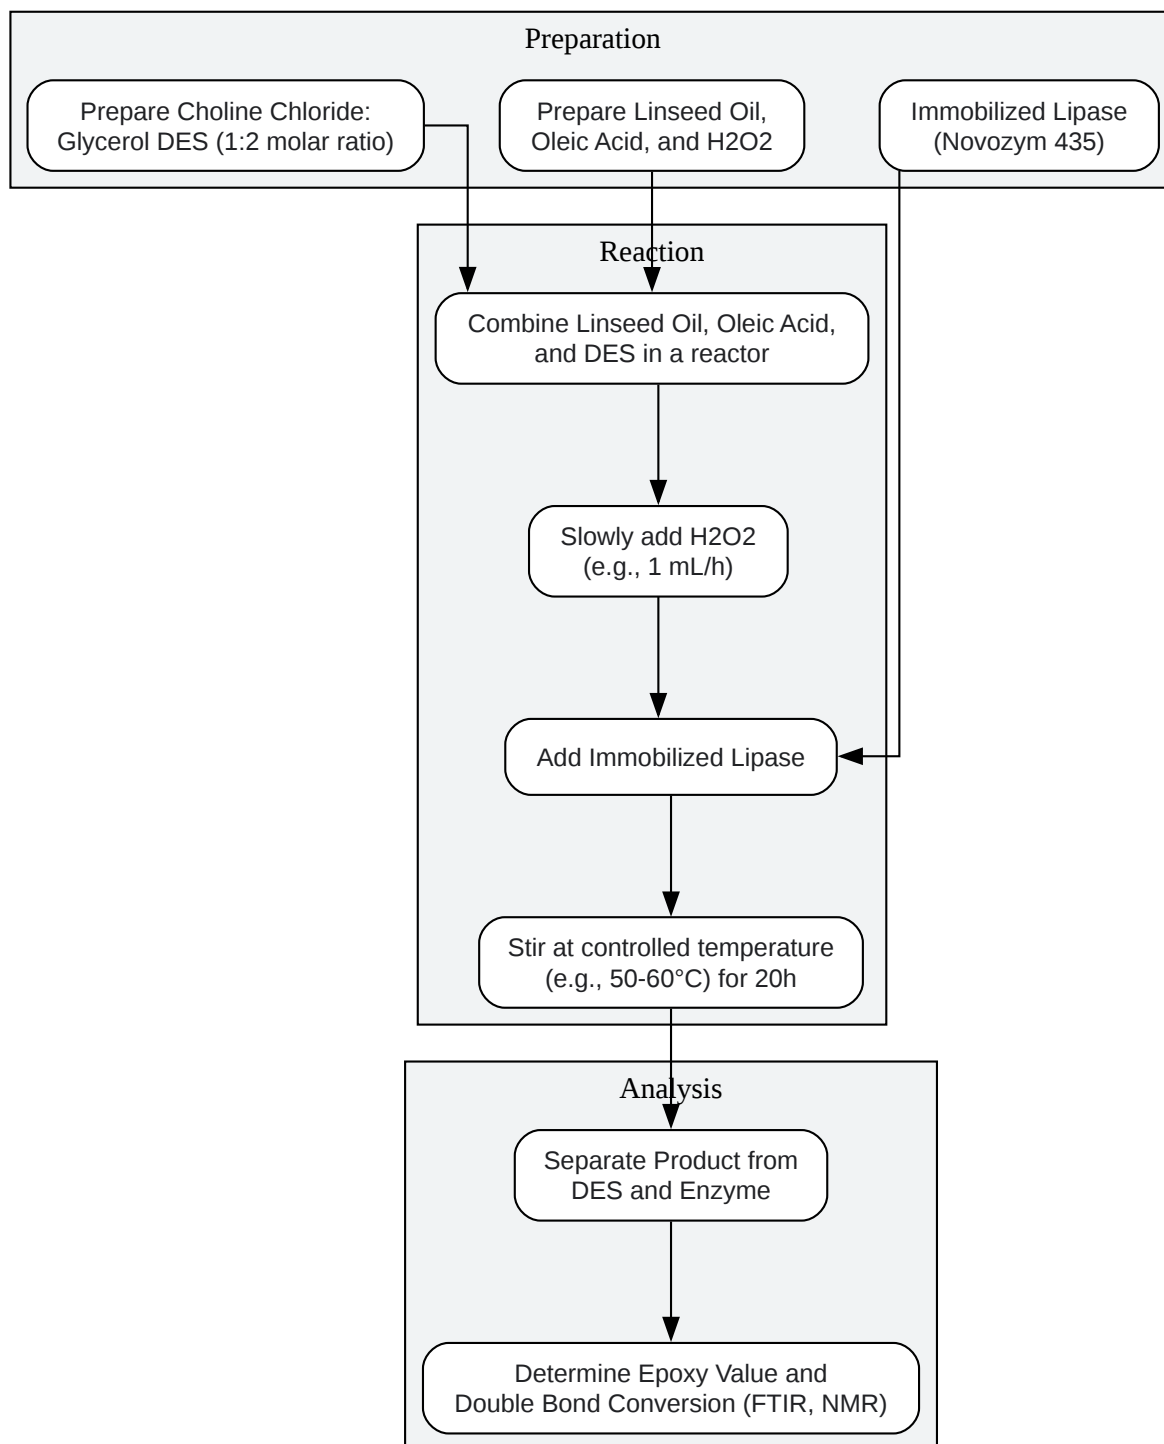 Preparation
Prepare Choline Chloride:
Glycerol DES (1:2 molar ratio)
Prepare Linseed Oil,
Oleic Acid, and H2O2
Immobilized Lipase
(Novozym 435)
Reaction
Combine Linseed Oil, Oleic Acid,
and DES in a reactor
Slowly add H2O2
(e.g., 1 mL/h)
Add Immobilized Lipase
Stir at controlled temperature
(e.g., 50-60°C) for 20h
Analysis
Separate Product from
DES and Enzyme
Determine Epoxy Value and
Double Bond Conversion (FTIR, NMR)